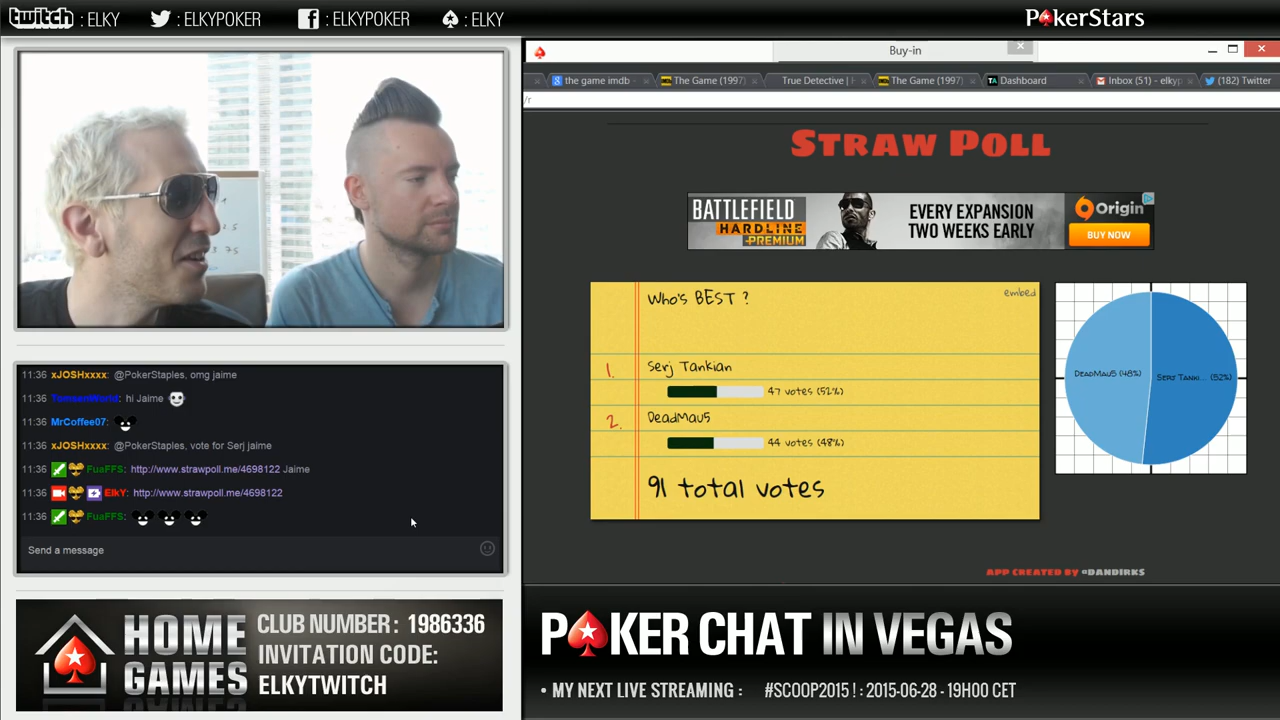 twitch : ELKY : ELKYPOKER : ELKYPOKER : ELKY
PokerStars
Buy-in
the game imdb
The Game (1997)
True Detective |
The Game (1997)
Dashboard
Inbox (51) - elkyp
(182) Twitter
/r
STRAW POLL
BATTLEFIELD
HARDLINE
PREMIUM
EVERY EXPANSION
TWO WEEKS EARLY
Origin
BUY NOW
Who's BEST ?
embed
1. Serj Tankian
47 votes (52%)
2. DeadMau5
44 votes (48%)
91 total votes
DeadMau5 (48%)
Serj Tanki... (52%)
APP CREATED BY @DANDIRKS
11:36 xJOSHxxxx: @PokerStaples, omg jaime
11:36 hi Jaime
11:36 MrCoffee07:
11:36 xJOSHxxxx: @PokerStaples, vote for Serj jaime
11:36 FuaFFS: http://www.strawpoll.me/4698122 Jaime
11:36 ElkY: http://www.strawpoll.me/4698122
11:36 FuaFFS:
Send a message
HOME GAMES
CLUB NUMBER : 1986336
INVITATION CODE:
ELKYTWITCH
POKER CHAT IN VEGAS
• MY NEXT LIVE STREAMING : #SCOOP2015 ! : 2015-06-28 - 19H00 CET